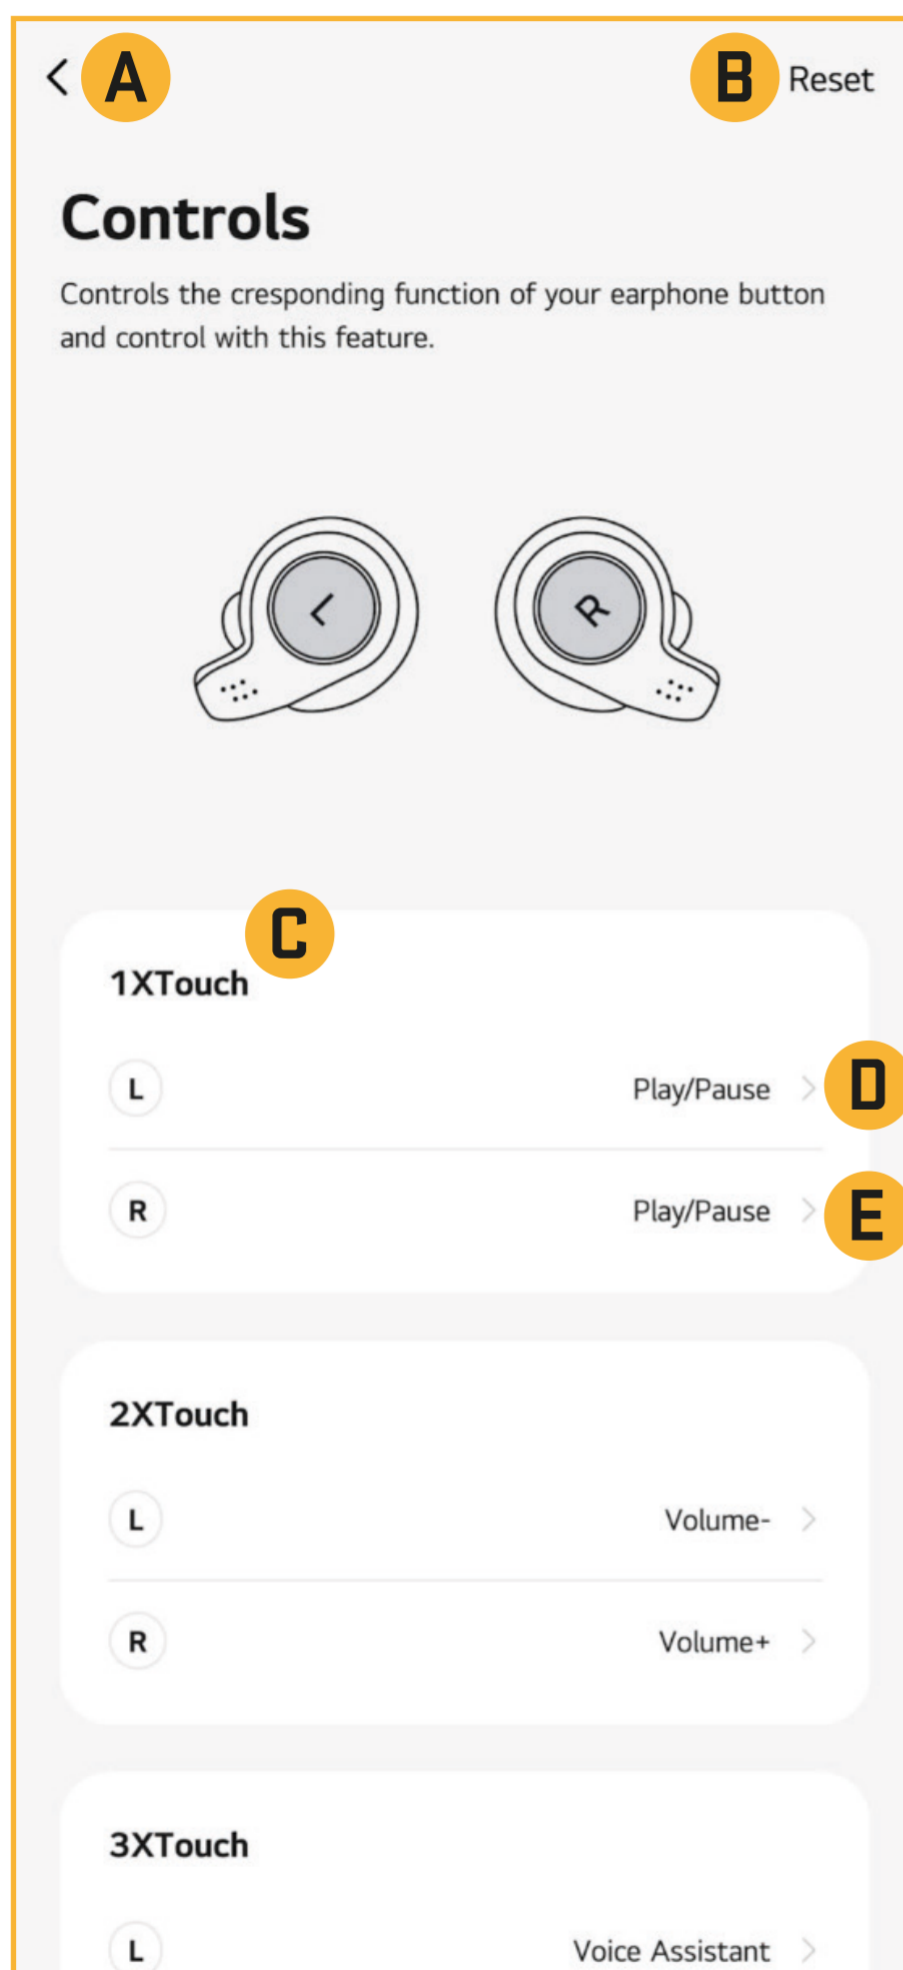 A
B Reset
Controls
Controls the cresponding function of your earphone button
and control with this feature.
L R
C
1XTouch
L Play/Pause D
R Play/Pause E
2XTouch
L Volume-
R Volume+
3XTouch
L Voice Assistant